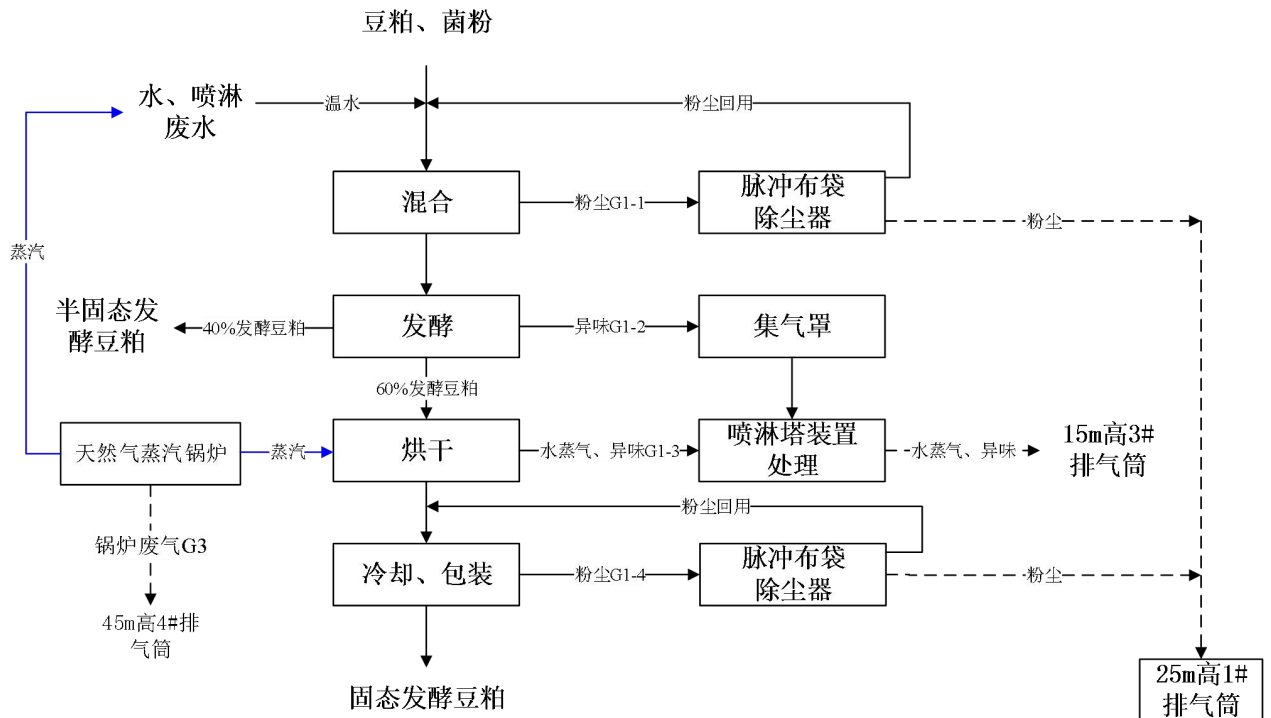 豆粕、菌粉
水、喷淋
废水
温水
粉尘回用
混合
粉尘G1-1
脉冲布袋
除尘器
粉尘
蒸汽
半固态发
酵豆粕
40%发酵豆粕
发酵
异味G1-2
集气罩
60%发酵豆粕
天然气蒸汽锅炉
蒸汽
烘干
水蒸气、异味G1-3
喷淋塔装置
处理
水蒸气、异味
15m高3#
排气筒
粉尘回用
锅炉废气G3
冷却、包装
粉尘G1-4
脉冲布袋
除尘器
粉尘
45m高4#排
气筒
固态发酵豆粕
25m高1#
排气筒